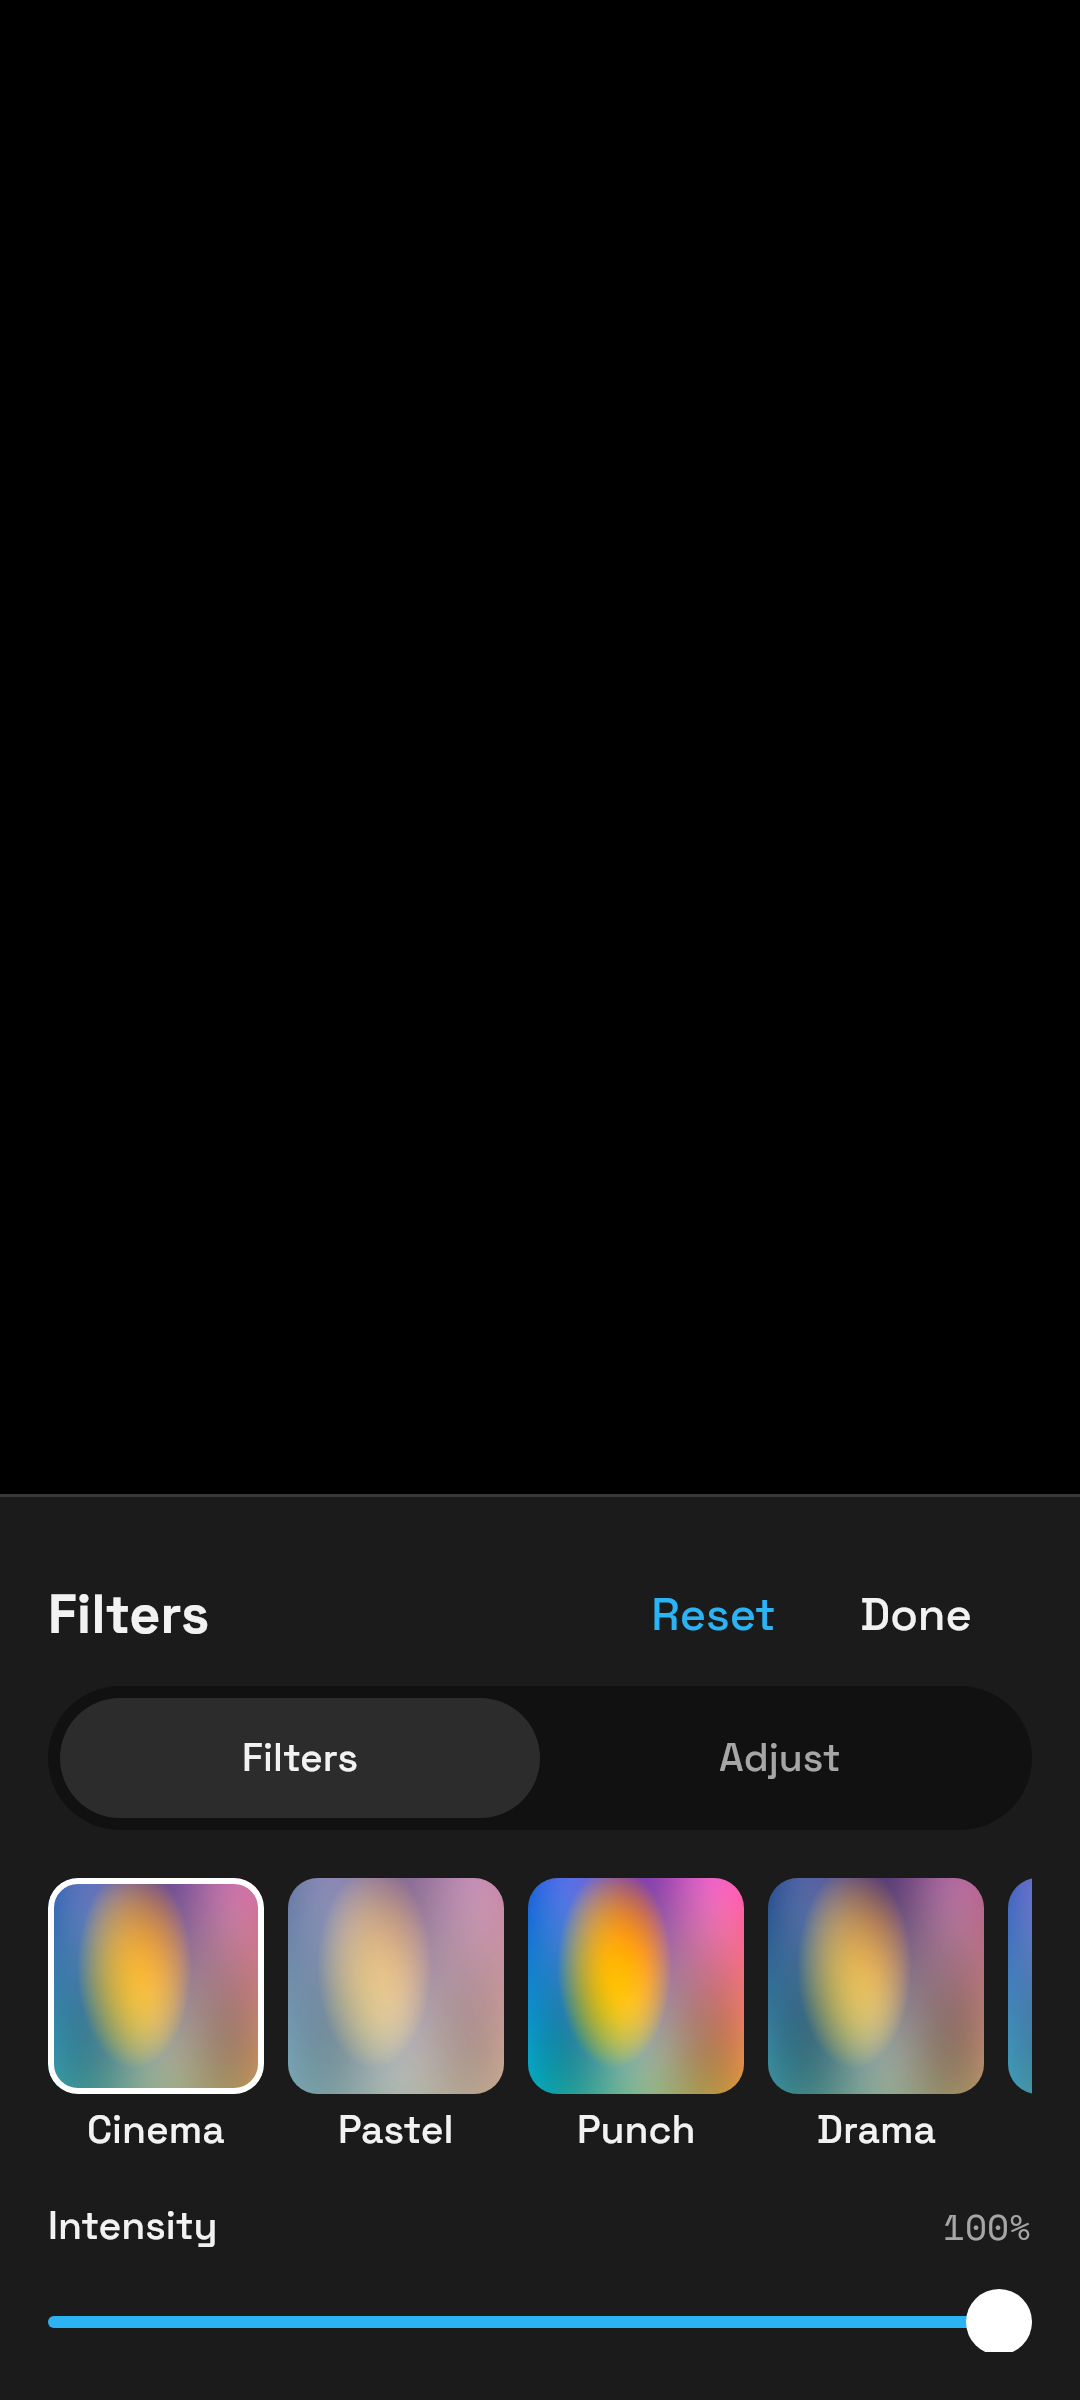 Filters
Reset
Done
Filters
Adjust
Cinema
Pastel
Punch
Drama
Intensity
100%